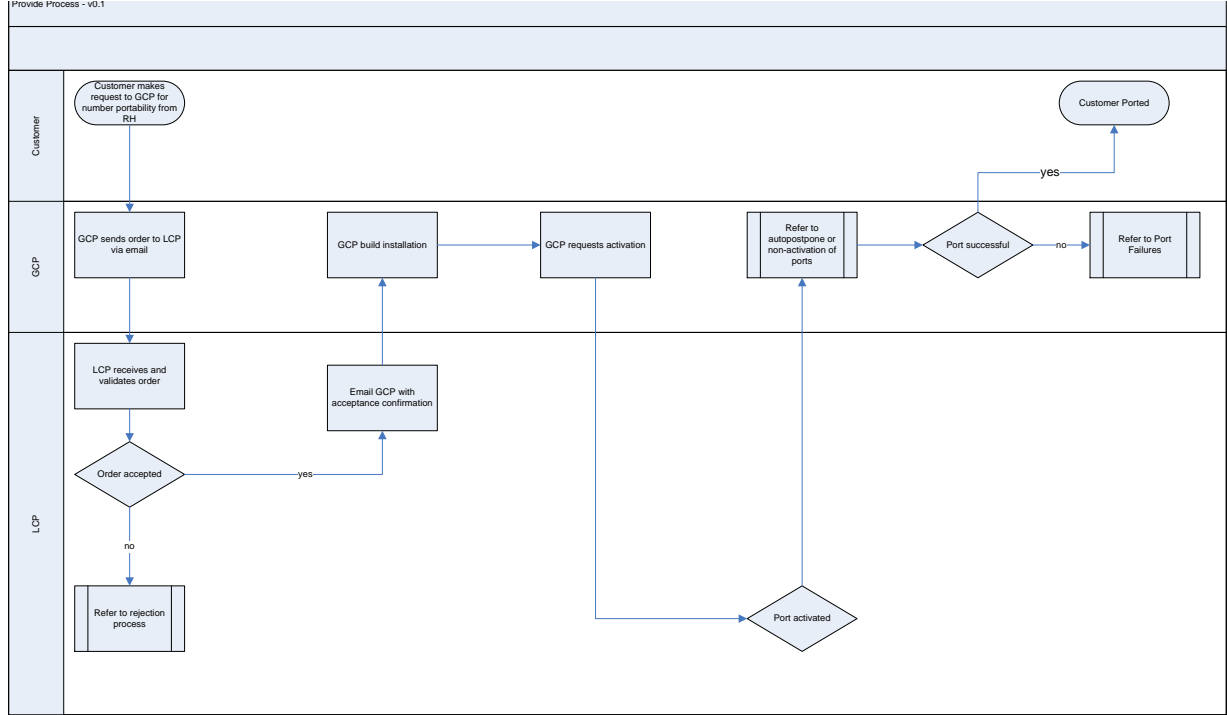 Provide Process - v0.1
Customer
Customer makes
request to GCP for
number portability from
RH
Customer Ported
yes
GCP
GCP sends order to LCP
via email
GCP build installation
GCP requests activation
Refer to
autopostpone or
non-activation of
ports
Port successful
no
Refer to Port
Failures
LCP
LCP receives and
validates order
Email GCP with
acceptance confirmation
Order accepted
yes
no
Refer to rejection
process
Port activated